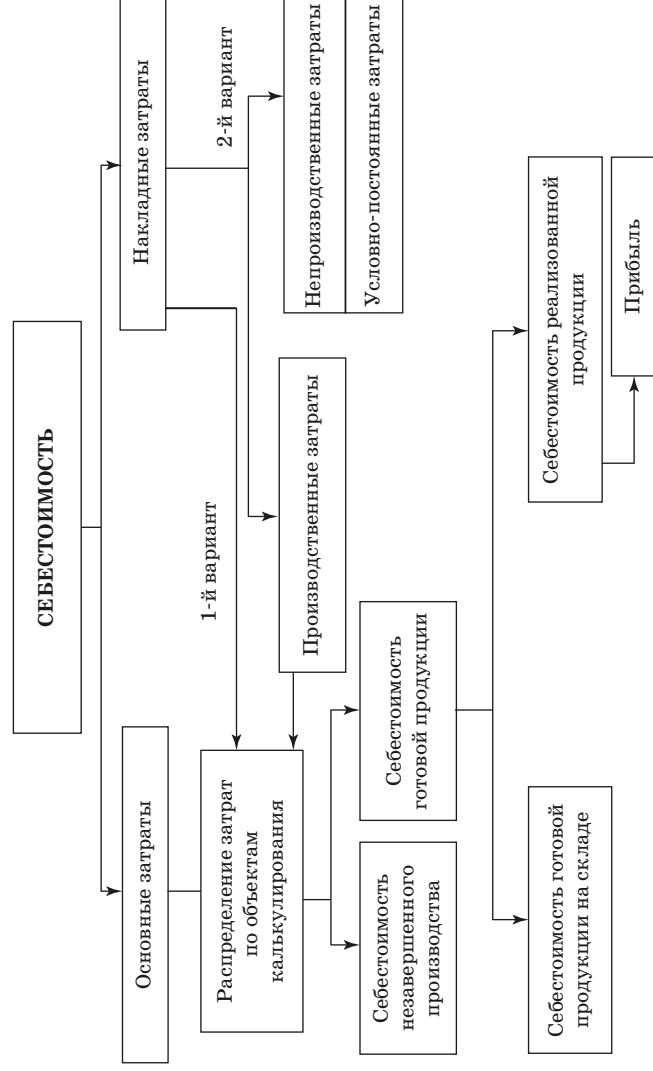 СЕБЕСТОИМОСТЬ
Основные затраты
Накладные затраты
1-й вариант
2-й вариант
Распределение затрат
по объектам
калькулирования
Производственные затраты
Непроизводственные затраты
Условно-постоянные затраты
Себестоимость
незавершенного
производства
Себестоимость
готовой продукции
Себестоимость готовой
продукции на складе
Себестоимость реализованной
продукции
Прибыль